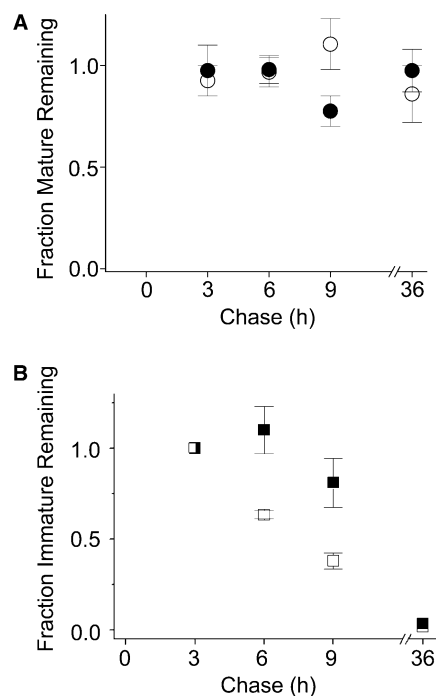 A
Fraction Mature Remaining
1.0
0.5
0.0
0 3 6 9 36
Chase (h)
B
Fraction Immature Remaining
1.0
0.5
0.0
0 3 6 9 36
Chase (h)